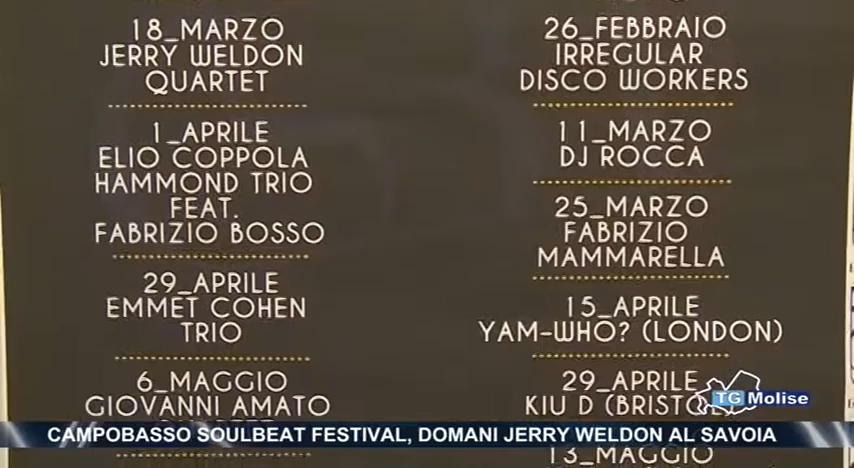 18_MARZO
JERRY WELDON
QUARTET
1_APRILE
ELIO COPPOLA
HAMMOND TRIO
FEAT.
FABRIZIO BOSSO
29_APRILE
EMMET COHEN
TRIO
6_MAGGIO
GIOVANNI AMATO
26_FEBBRAIO
IRREGULAR
DISCO WORKERS
11_MARZO
DJ ROCCA
25_MARZO
FABRIZIO
MAMMARELLA
15_APRILE
YAM-WHO? (LONDON)
29_APRILE
KIU D
13_MAGGIO
TG Molise
CAMPOBASSO SOULBEAT FESTIVAL, DOMANI JERRY WELDON AL SAVOIA